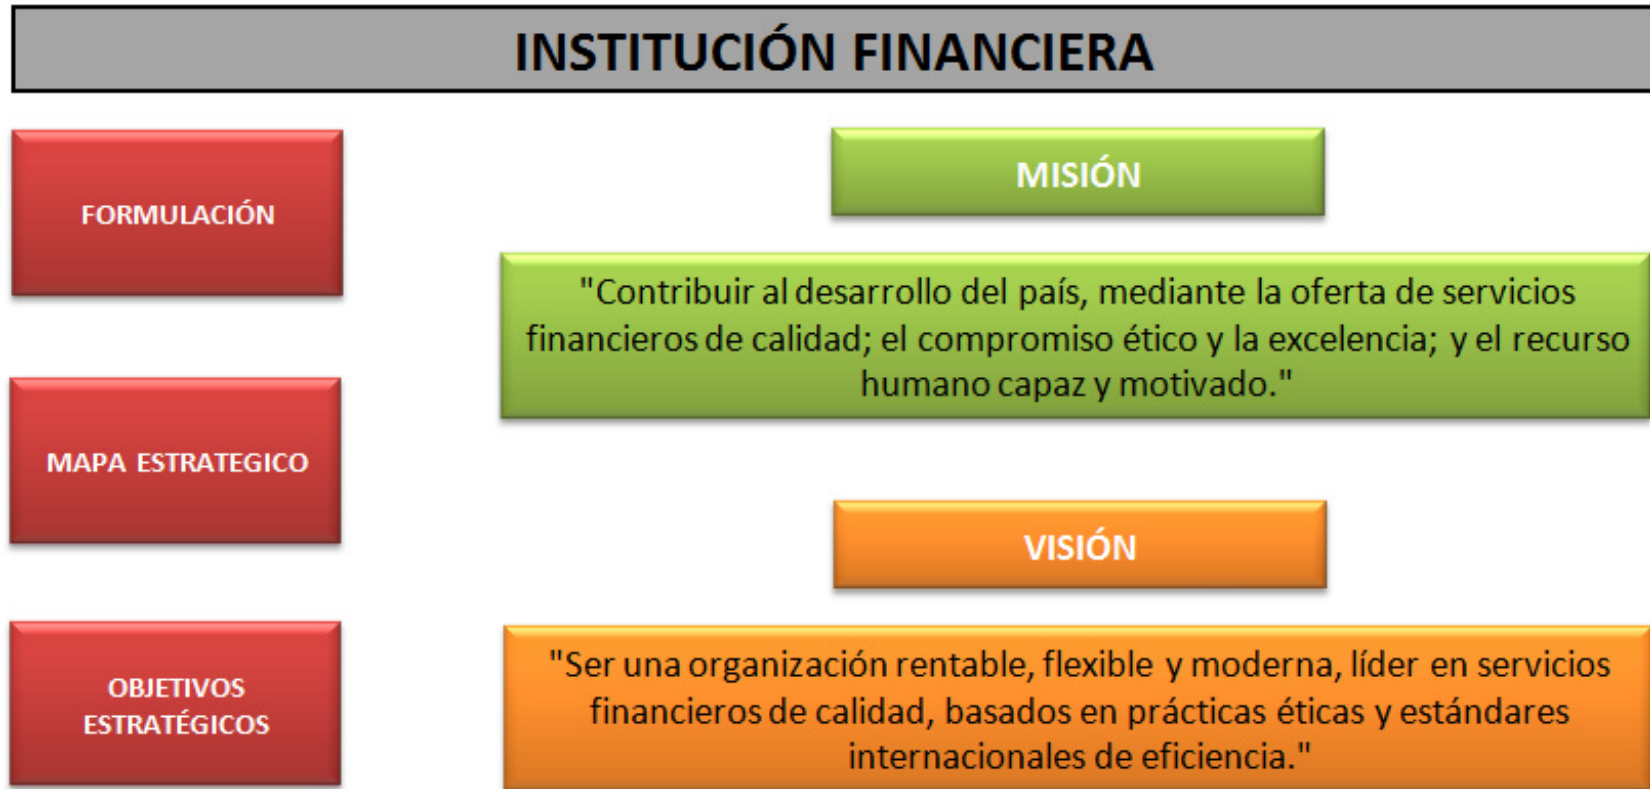 INSTITUCIÓN FINANCIERA
FORMULACIÓN
MAPA ESTRATEGICO
OBJETIVOS
ESTRATÉGICOS
MISIÓN
"Contribuir al desarrollo del país, mediante la oferta de servicios
financieros de calidad; el compromiso ético y la excelencia; y el recurso
humano capaz y motivado."
VISIÓN
"Ser una organización rentable, flexible y moderna, líder en servicios
financieros de calidad, basados en prácticas éticas y estándares
internacionales de eficiencia."